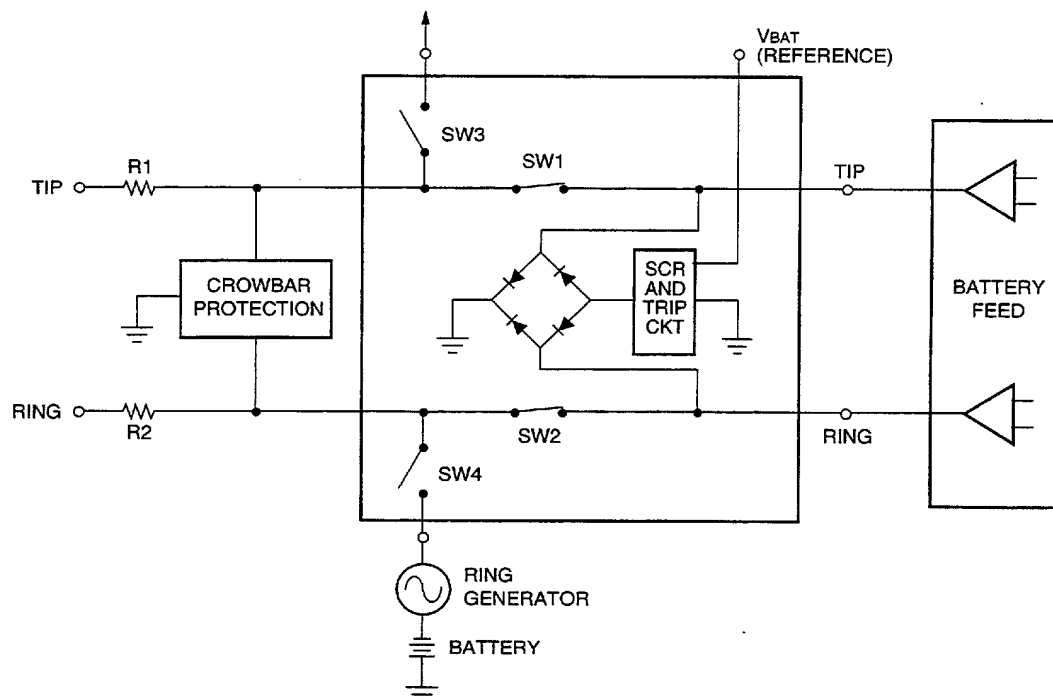 VBAT
(REFERENCE)
SW3
R1
SW1
TIP
TIP
CROWBAR
PROTECTION
SCR
AND
TRIP
CKT
BATTERY
FEED
RING
R2
SW2
RING
SW4
RING
GENERATOR
BATTERY